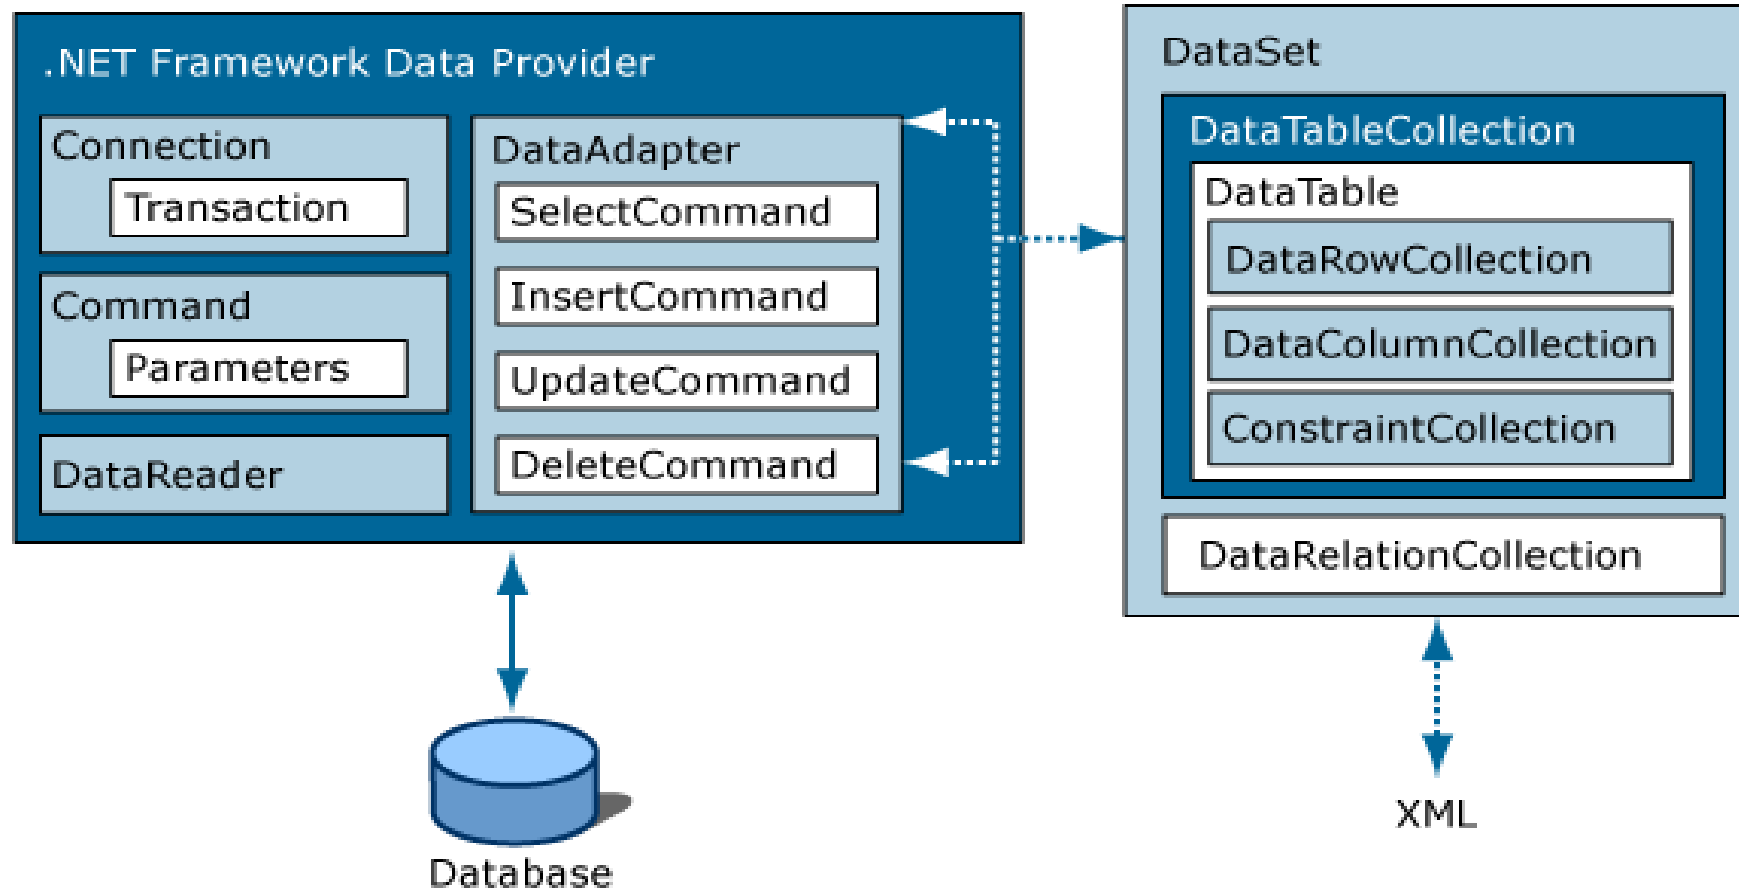 .NET Framework Data Provider
Connection
Transaction
Command
Parameters
DataReader
DataAdapter
SelectCommand
InsertCommand
UpdateCommand
DeleteCommand
Database
DataSet
DataTableCollection
DataTable
DataRowCollection
DataColumnCollection
ConstraintCollection
DataRelationCollection
XML